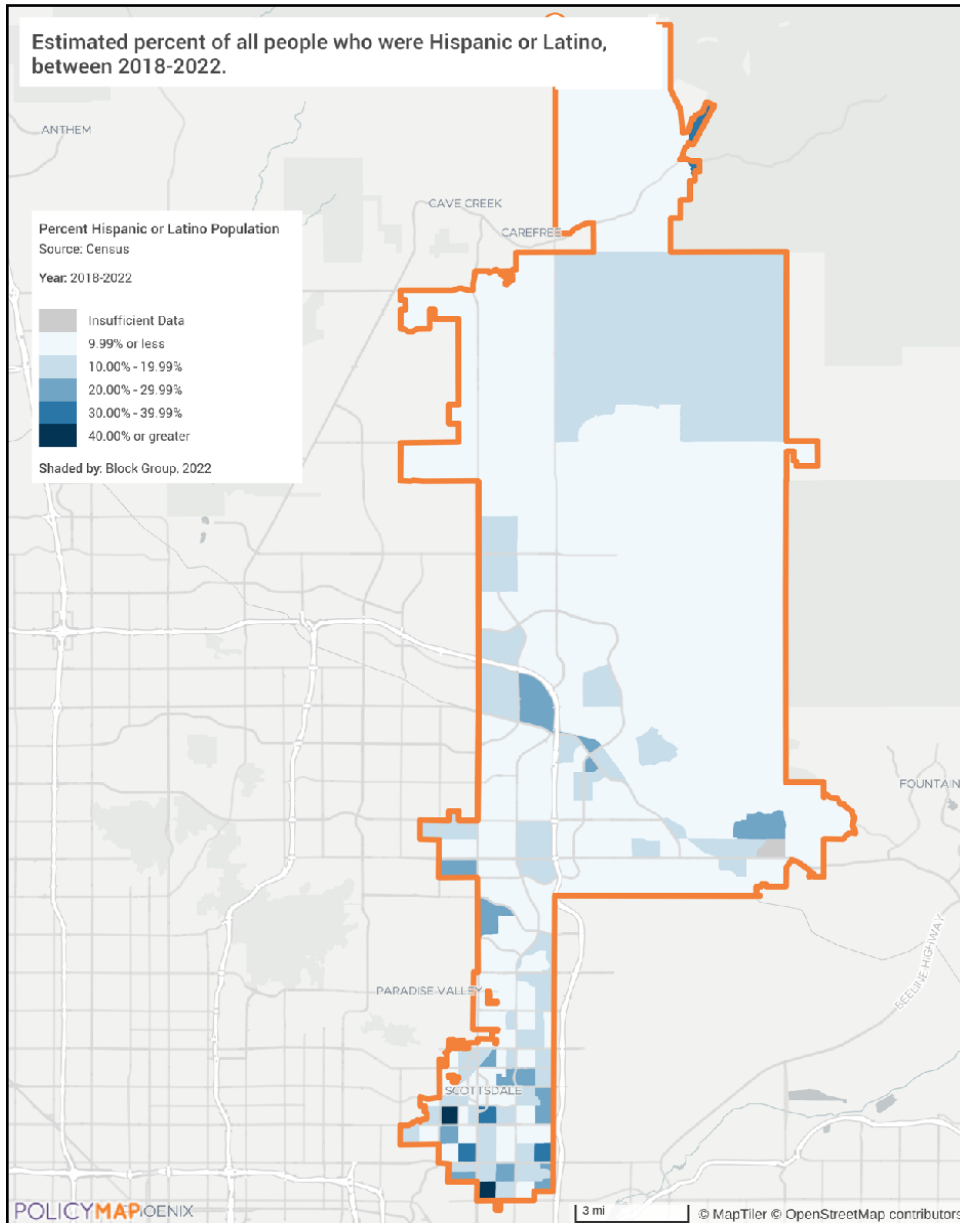 Estimated percent of all people who were Hispanic or Latino,
between 2018-2022.
ANTHEM
CAVE CREEK
CAREFREE
Percent Hispanic or Latino Population
Source: Census
Year: 2018-2022
Insufficient Data
9.99% or less
10.00% - 19.99%
20.00% - 29.99%
30.00% - 39.99%
40.00% or greater
Shaded by: Block Group, 2022
FOUNTAIN
BEELINE HIGHWAY
PARADISE VALLEY
SCOTTSDALE
POLICYMAP
OENIX
3 mi
© MapTiler © OpenStreetMap contributors